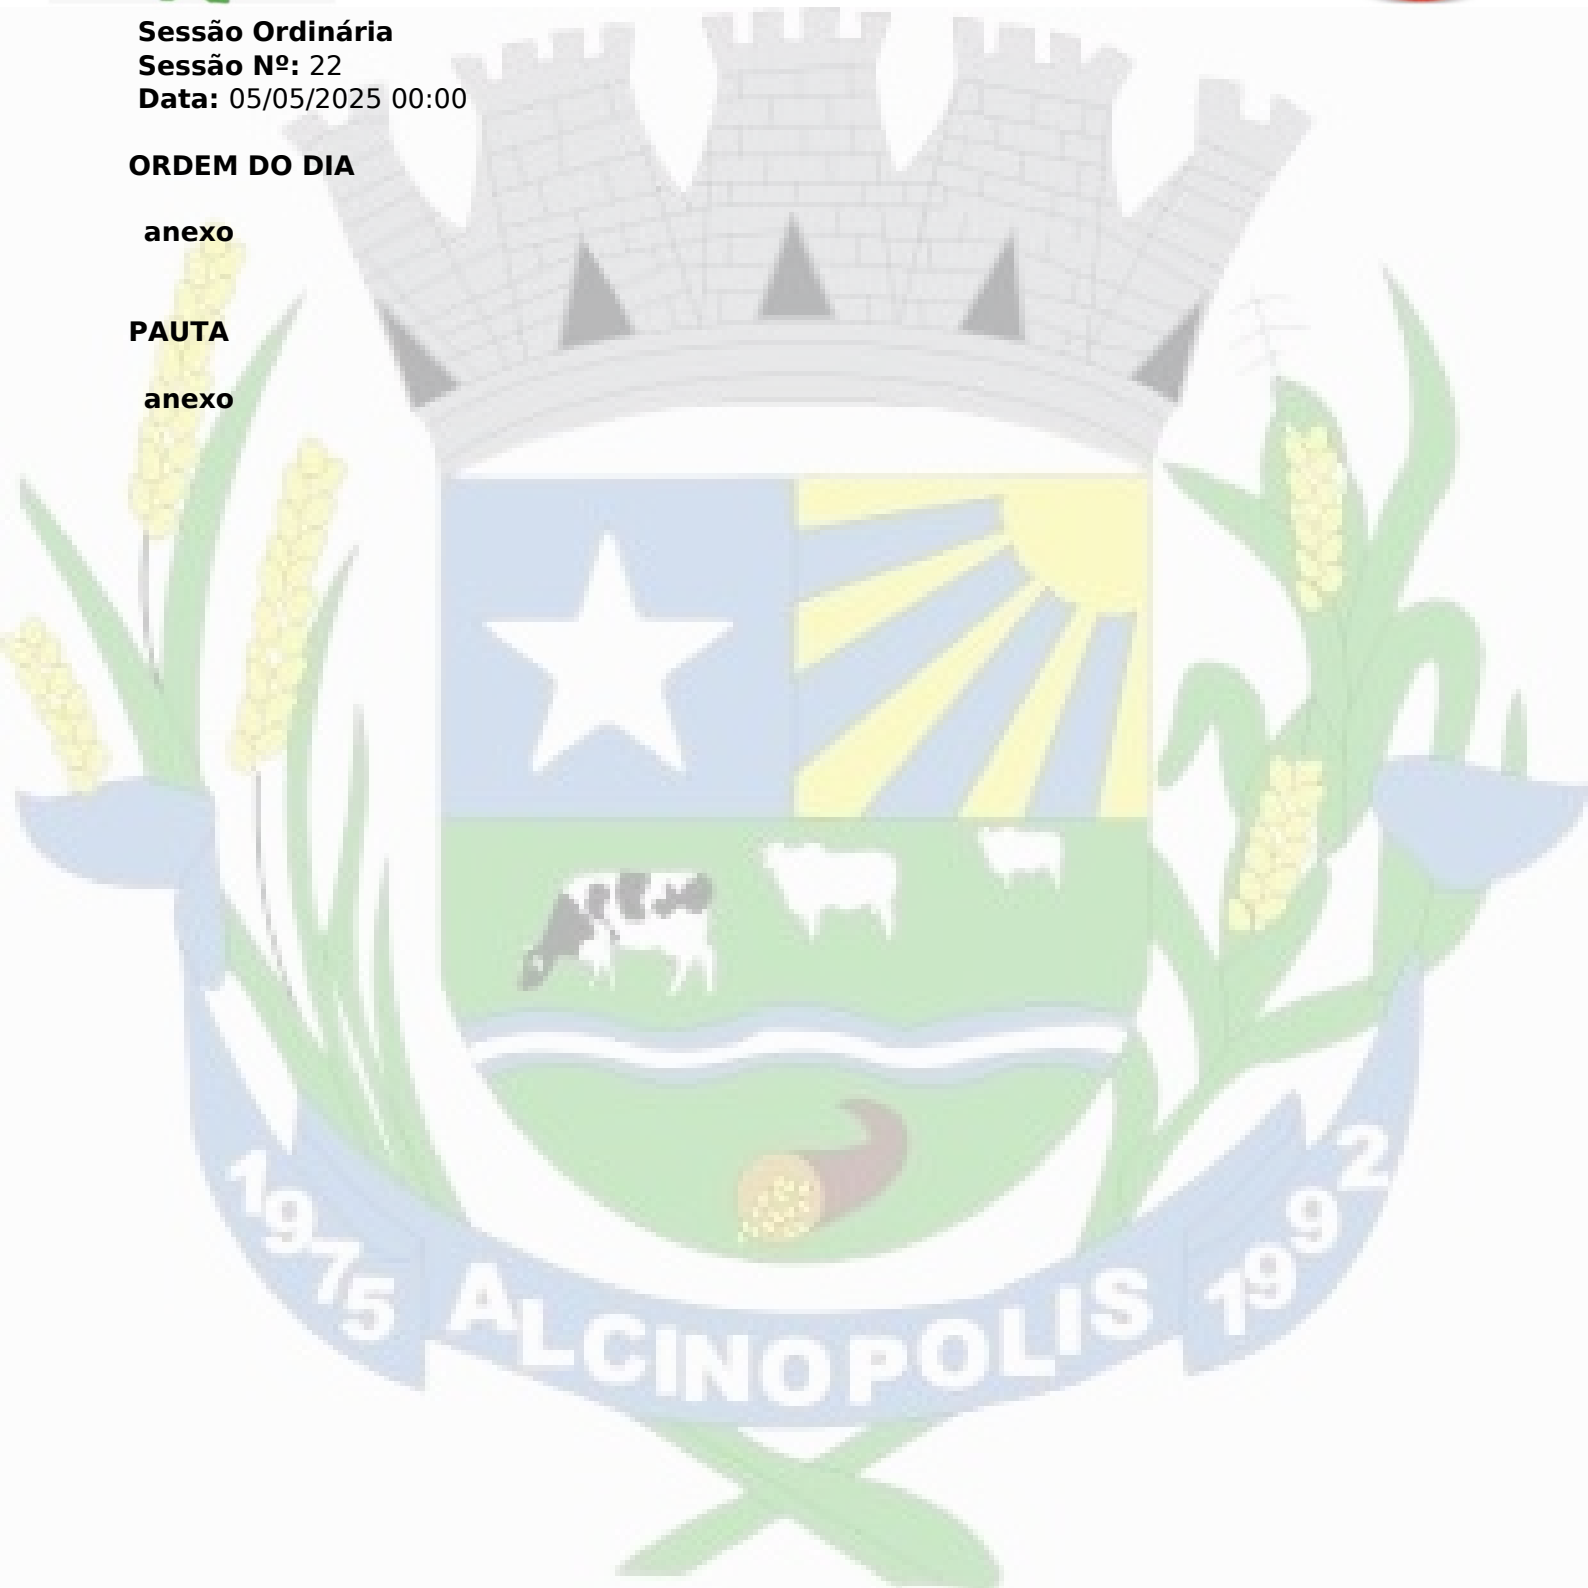 Sessão Ordinária
Sessão Nº: 22
Data: 05/05/2025 00:00
ORDEM DO DIA
anexo
PAUTA
anexo
1975 ALCINOPOLIS 1992